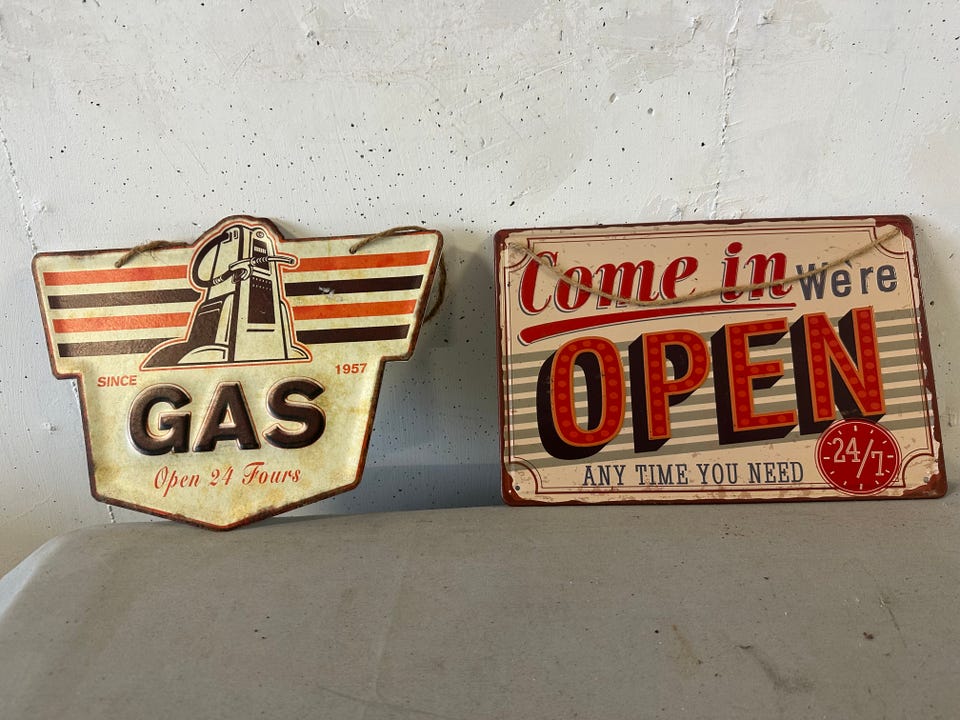 SINCE 1957
GAS
Open 24 Fours
Come in We're
OPEN
ANY TIME YOU NEED
24/7